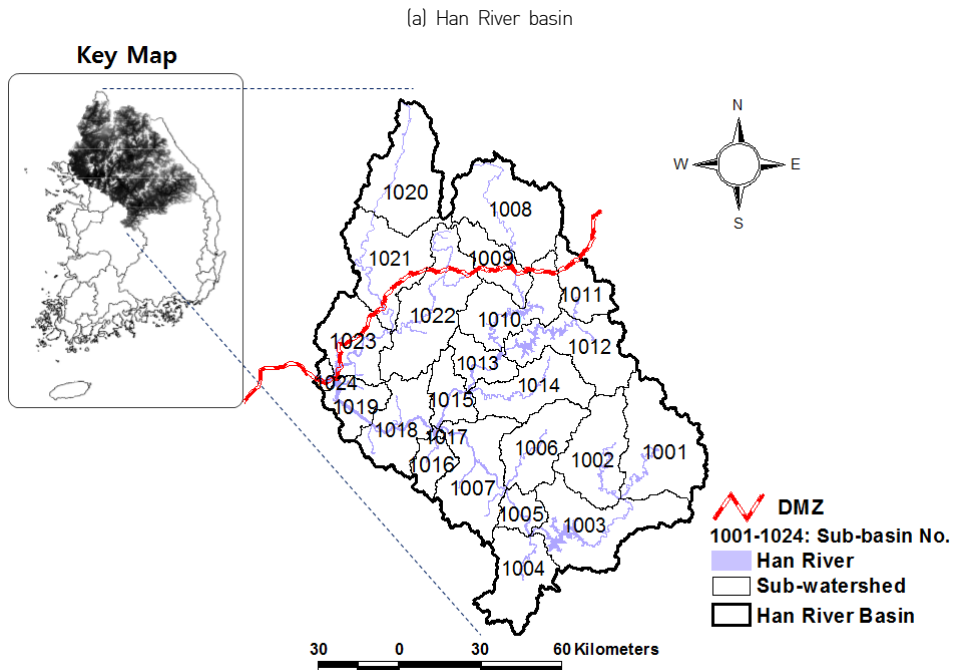 (a) Han River basin
Key Map
N
W E
S
1020
1008
1021
1009
1011
1022
1010
1023
1012
1013
1024
1014
1015
1019
1018
1017
1006
1001
1016
1002
1007
1005
1003
1004
DMZ
1001-1024: Sub-basin No.
Han River
Sub-watershed
Han River Basin
30 0 30 60 Kilometers